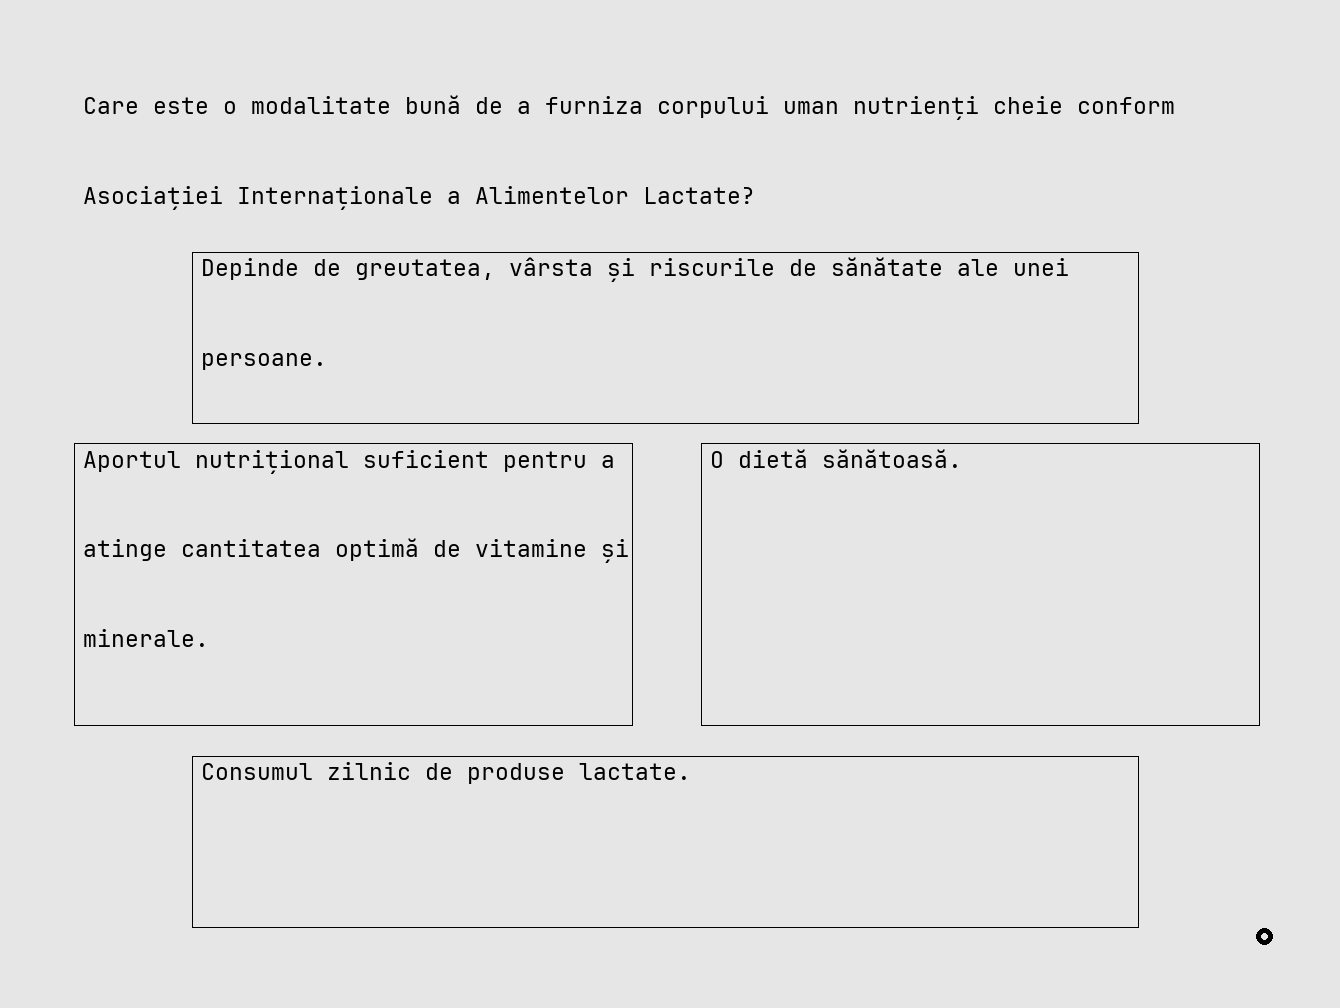 Care este o modalitate bună de a furniza corpului uman nutrienți cheie conform
Asociației Internaționale a Alimentelor Lactate?
Depinde de greutatea, vârsta și riscurile de sănătate ale unei
persoane.
Aportul nutrițional suficient pentru a
atinge cantitatea optimă de vitamine și
minerale.
O dietă sănătoasă.
Consumul zilnic de produse lactate.